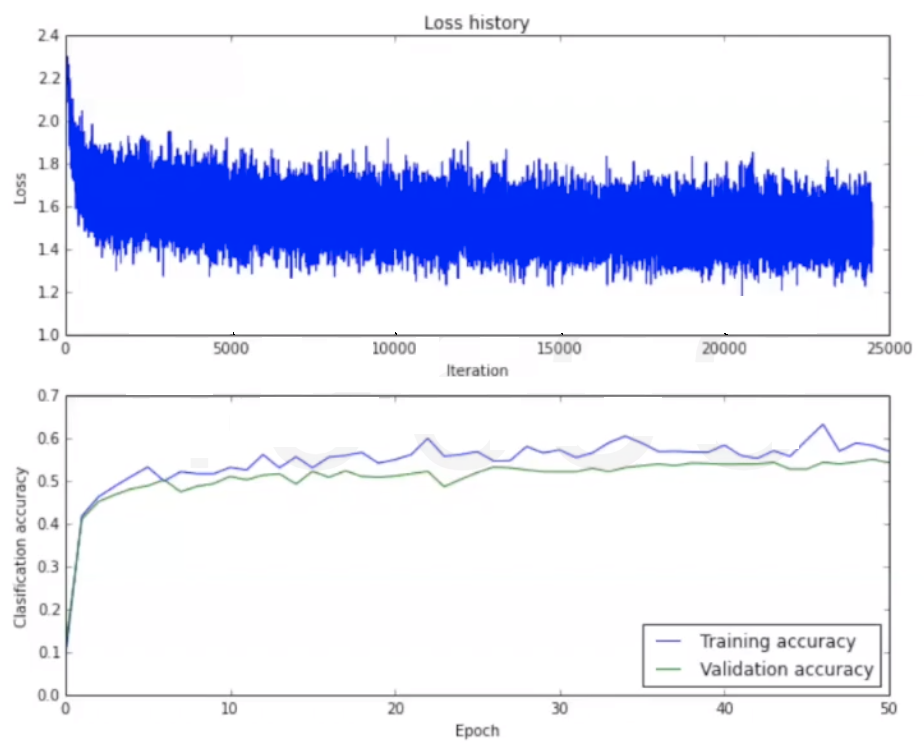 Loss history
2.4
2.2
2.0
1.8
1.6
1.4
1.2
1.0
Loss
0 5000 10000 15000 20000 25000
Iteration
0.7
0.6
0.5
0.4
0.3
0.2
0.1
0.0
Clasification accuracy
Training accuracy
Validation accuracy
0 10 20 30 40 50
Epoch